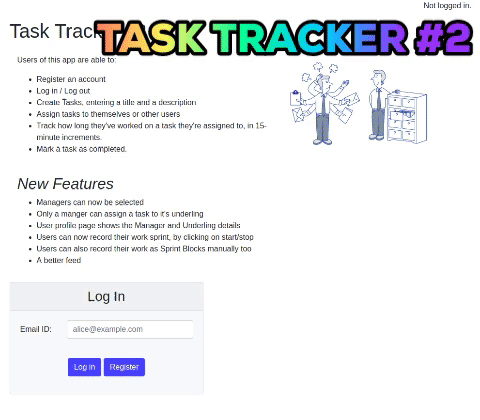 Not logged in.
Task Track
TASK TRACKER #2
Users of this app are able to:
Register an account
Log in / Log out
Create Tasks, entering a title and a description
Assign tasks to themselves or other users
Track how long they've worked on a task they're assigned to, in 15-
minute increments.
Mark a task as completed.
New Features
Managers can now be selected
Only a manger can assign a task to it's underling
User profile page shows the Manager and Underling details
Users can now record their work sprint, by clicking on start/stop
Users can also record their work as Sprint Blocks manually too
A better feed
Log In
Email ID:
alice@example.com
Log in
Register